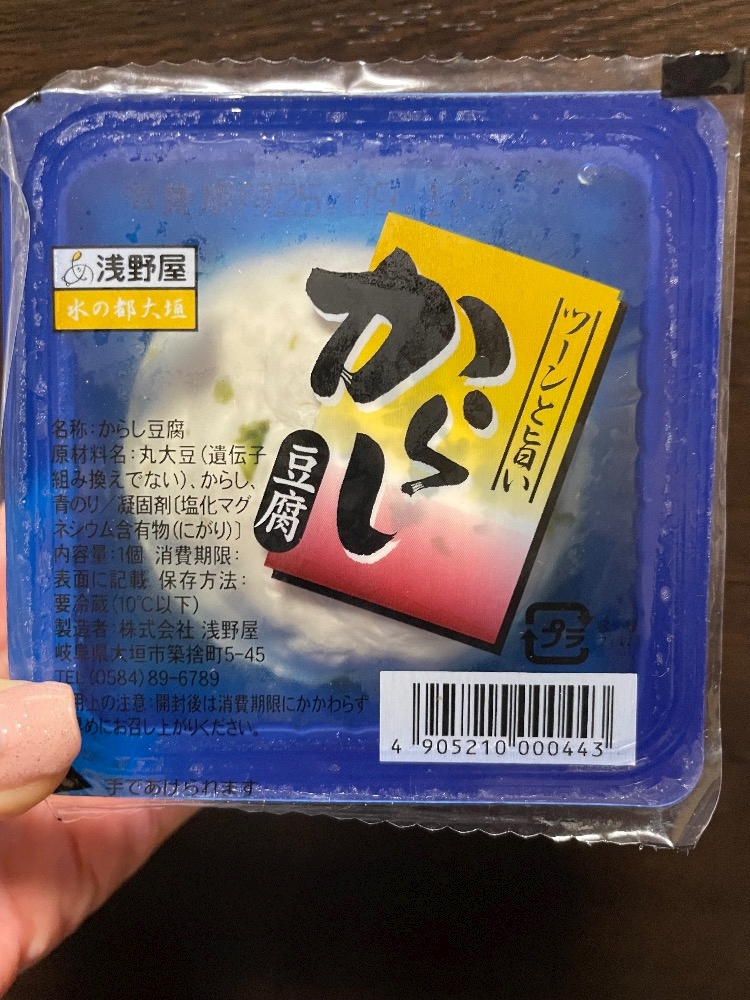 浅野屋
水の都大垣
からし
豆腐
ツーンと旨い
名称:からし豆腐
原材料名:丸大豆(遺伝子
組み換えでない)、からし、
青のり/凝固剤〔塩化マグ
ネシウム含有物(にがり)〕
内容量:1個 消費期限:
表面に記載 保存方法:
要冷蔵(10℃以下)
製造者:株式会社 浅野屋
岐阜県大垣市築捨町5-45
TEL(0584)89-6789
用上の注意:開封後は消費期限にかかわらず
めにお召し上がりください。
手であけられます
プラ
4 905210 000443